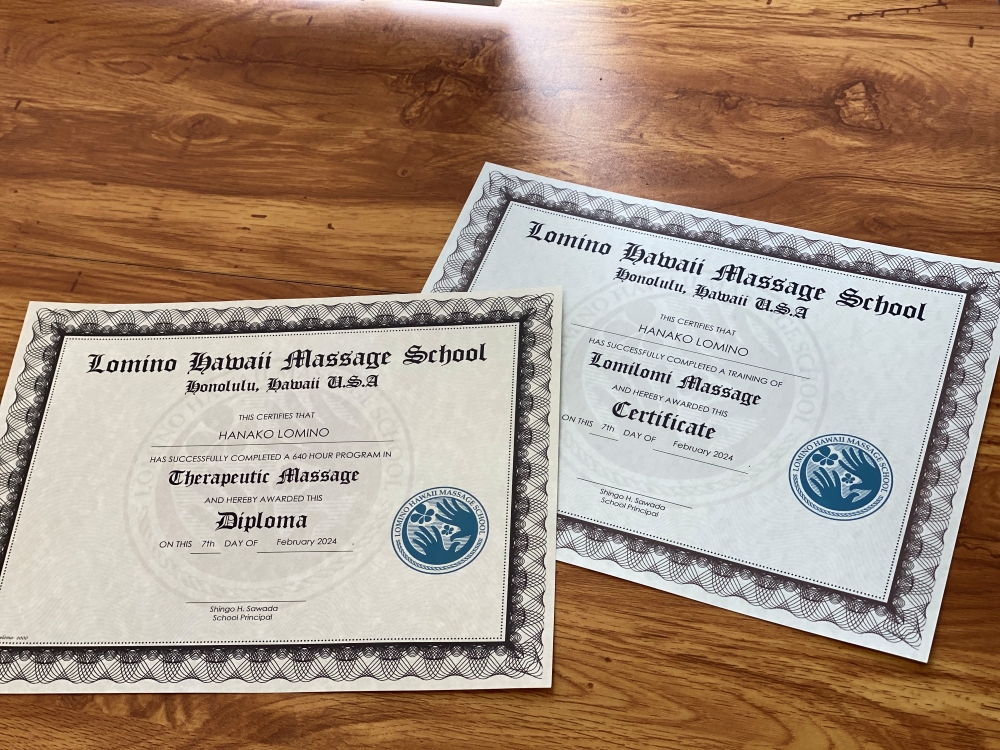 Lomino Hawaii Massage School
Honolulu, Hawaii U.S.A
THIS CERTIFIES THAT
HANAKO LOMINO
HAS SUCCESSFULLY COMPLETED A 640 HOUR PROGRAM IN
Therapeutic Massage
AND HEREBY AWARDED THIS
Diploma
ON THIS 7th DAY OF February 2024
Shingo H. Sawada
School Principal
LOMINO HAWAII MASSAGE SCHOOL
Lomino Hawaii Massage School
Honolulu, Hawaii U.S.A
THIS CERTIFIES THAT
HANAKO LOMINO
HAS SUCCESSFULLY COMPLETED A TRAINING OF
Lomilomi Massage
AND HEREBY AWARDED THIS
Certificate
ON THIS 7th DAY OF February 2024
Shingo H. Sawada
School Principal
LOMINO HAWAII MASSAGE SCHOOL